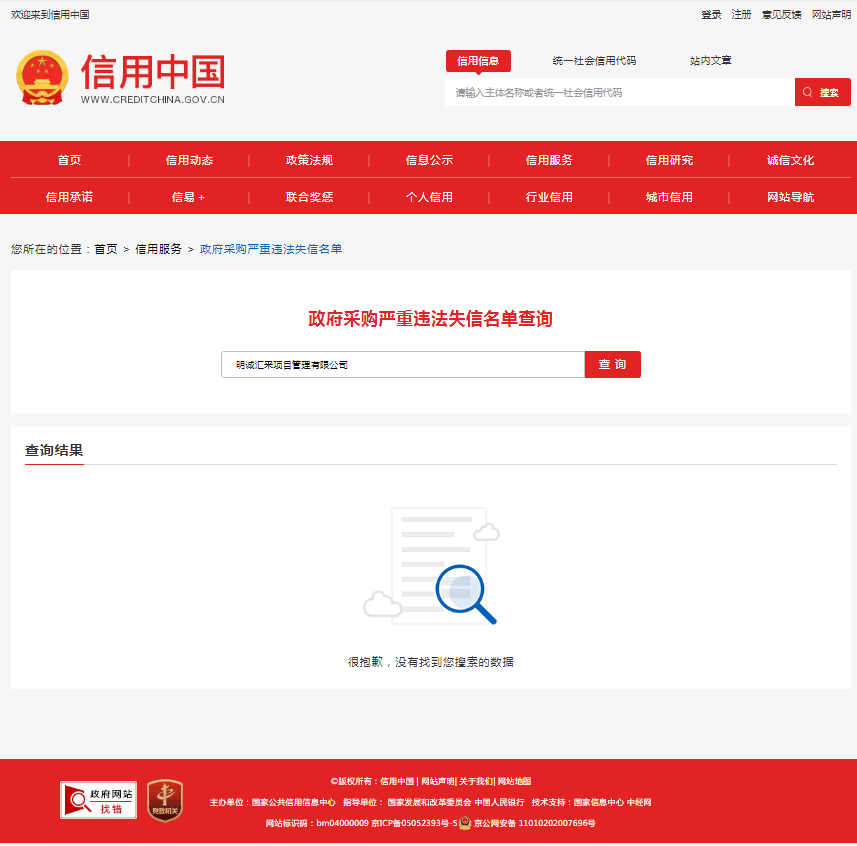 欢迎来到信用中国
登录 注册 意见反馈 网站声明
信用中国
WWW.CREDITCHINA.GOV.CN
信用信息 统一社会信用代码 站内文章
请输入主体名称或者统一社会信用代码 搜索
首页 信用动态 政策法规 信息公示 信用服务 信用研究 诚信文化
信用承诺 信易 + 联合奖惩 个人信用 行业信用 城市信用 网站导航
您所在的位置：首页 > 信用服务 > 政府采购严重违法失信名单
政府采购严重违法失信名单查询
明诚汇采项目管理有限公司 查 询
查询结果
很抱歉，没有找到您搜索的数据
政府网站
找错
党政机关
©版权所有：信用中国 | 网站声明| 关于我们| 网站地图
主办单位：国家公共信用信息中心 指导单位： 国家发展和改革委员会 中国人民银行 技术支持：国家信息中心 中经网
网站标识码：bm04000009 京ICP备05052393号-5 京公网安备 11010202007696号